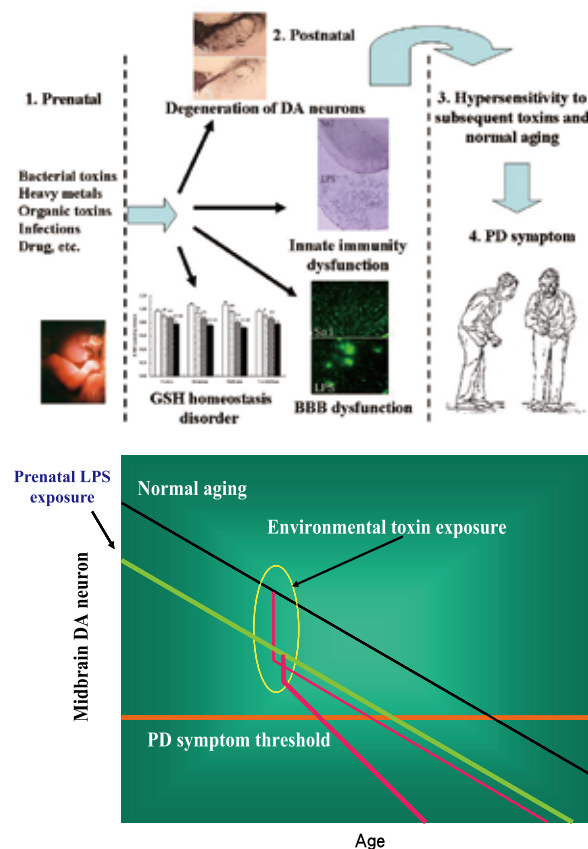 1. Prenatal
Bacterial toxins
Heavy metals
Organic toxins
Infections
Drug, etc.
2. Postnatal
Degeneration of DA neurons
Sal
LPS
Innate immunity
dysfunction
GSH homeostasis
disorder
Sal
LPS
BBB dysfunction
3. Hypersensitivity to
subsequent toxins and
normal aging
4. PD symptom
Prenatal LPS
exposure
Normal aging
Environmental toxin exposure
Midbrain DA neuron
PD symptom threshold
Age